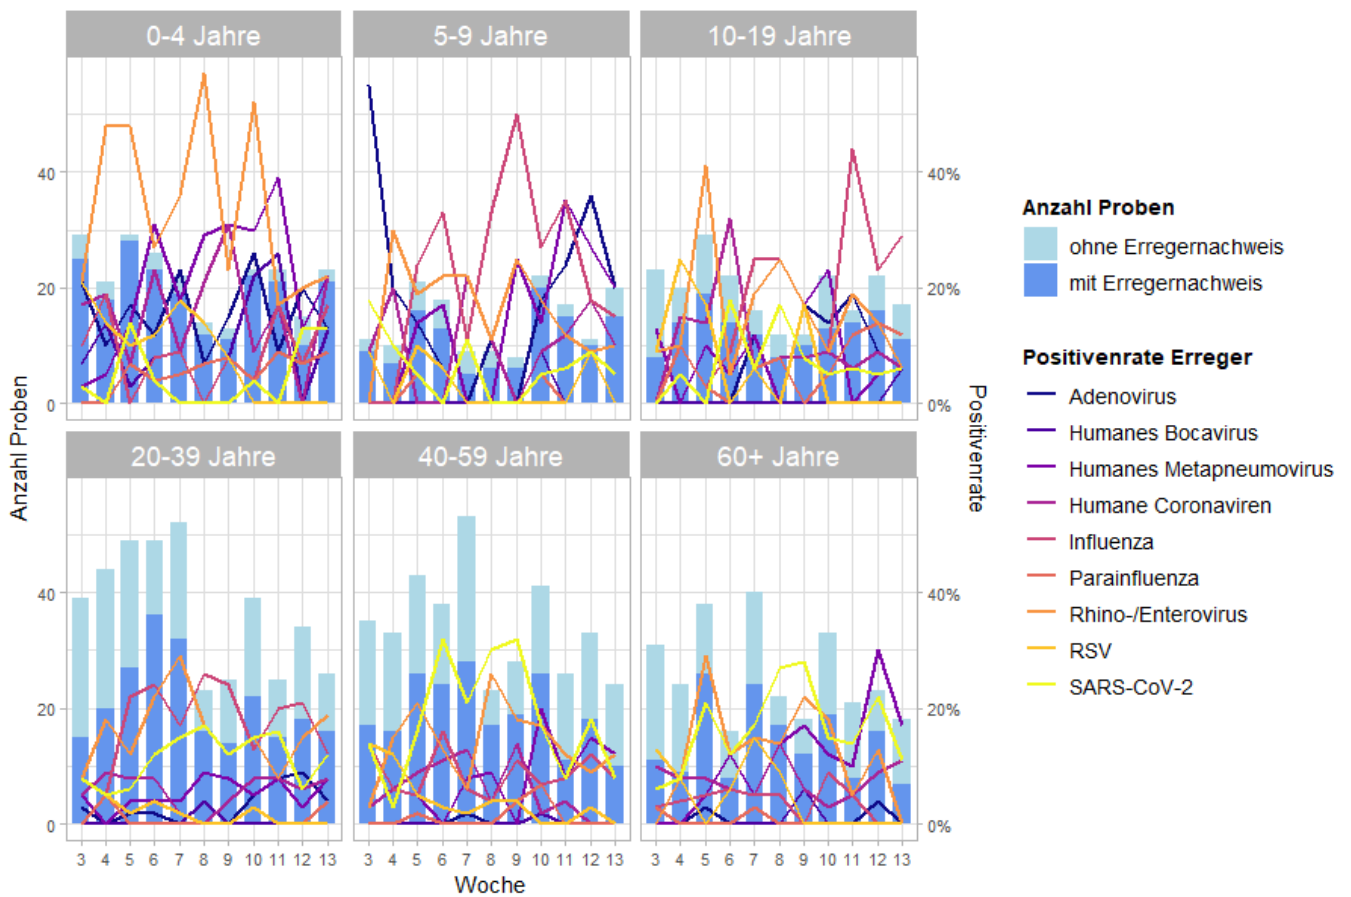 0-4 Jahre
5-9 Jahre
10-19 Jahre
40
20
0
40%
20%
0%
20-39 Jahre
40-59 Jahre
60+ Jahre
40
20
0
40%
20%
0%
3 4 5 6 7 8 9 10 11 12 13
3 4 5 6 7 8 9 10 11 12 13
3 4 5 6 7 8 9 10 11 12 13
Woche
Anzahl Proben
Positivenrate
Anzahl Proben
ohne Erregernachweis
mit Erregernachweis
Positivenrate Erreger
Adenovirus
Humanes Bocavirus
Humanes Metapneumovirus
Humane Coronaviren
Influenza
Parainfluenza
Rhino-/Enterovirus
RSV
SARS-CoV-2